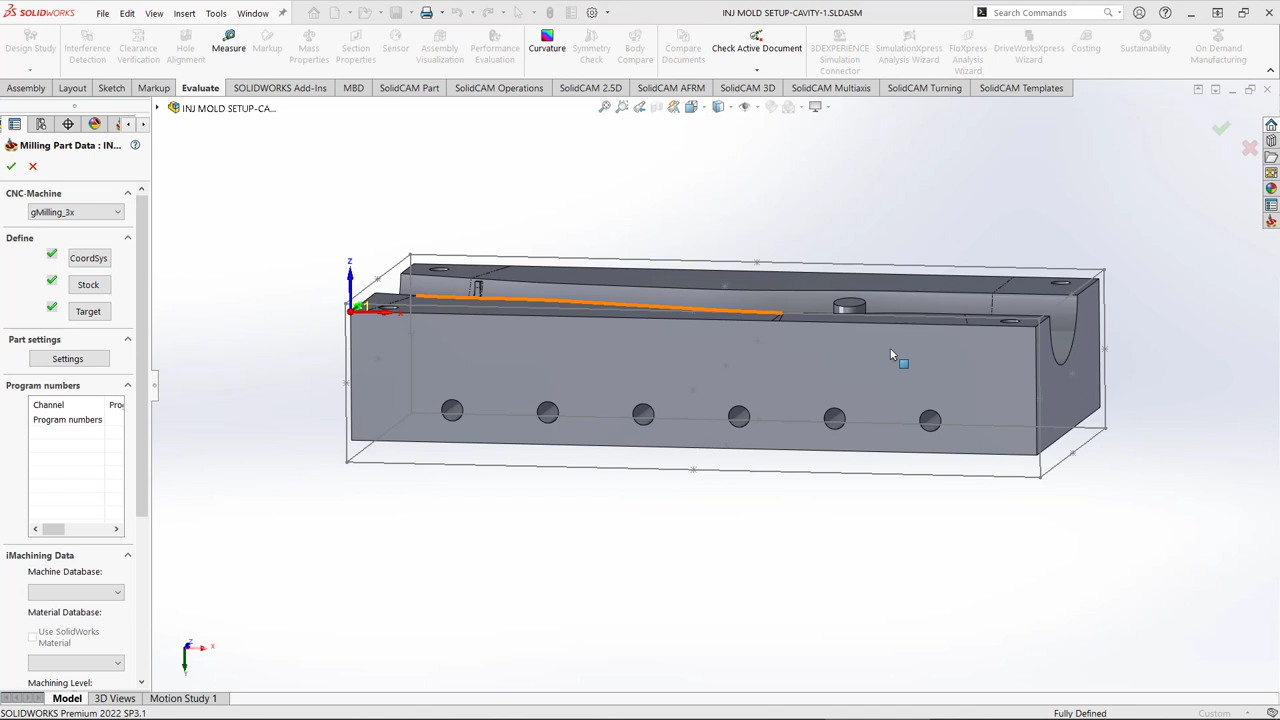 SOLIDWORKS File Edit View Insert Tools Window INJ MOLD SETUP-CAVITY-1.SLDASM Search Commands
Design Study
Interference Detection
Clearance Verification
Hole Alignment
Measure
Markup
Mass Properties
Section Properties
Sensor
Assembly Visualization
Performance Evaluation
Curvature
Symmetry Check
Body Compare
Compare Documents
Check Active Document
3DEXPERIENCE Simulation Connector
SimulationXpress Analysis Wizard
FloXpress Analysis Wizard
DriveWorksXpress Wizard
Costing
Sustainability
On Demand Manufacturing
Assembly Layout Sketch Markup Evaluate SOLIDWORKS Add-Ins MBD SolidCAM Part SolidCAM Operations SolidCAM 2.5D SolidCAM AFRM SolidCAM 3D SolidCAM Multiaxis SolidCAM Turning SolidCAM Templates
INJ MOLD SETUP-CA...
Milling Part Data : IN...
CNC-Machine
gMilling_3x
Define
CoordSys
Stock
Target
Part settings
Settings
Program numbers
Channel Pro
Program numbers
iMachining Data
Machine Database:
Material Database:
Use SolidWorks
Material
Machining Level:
Z
1
X
Z
X
Y
Model 3D Views Motion Study 1
SOLIDWORKS Premium 2022 SP3.1 Fully Defined Custom